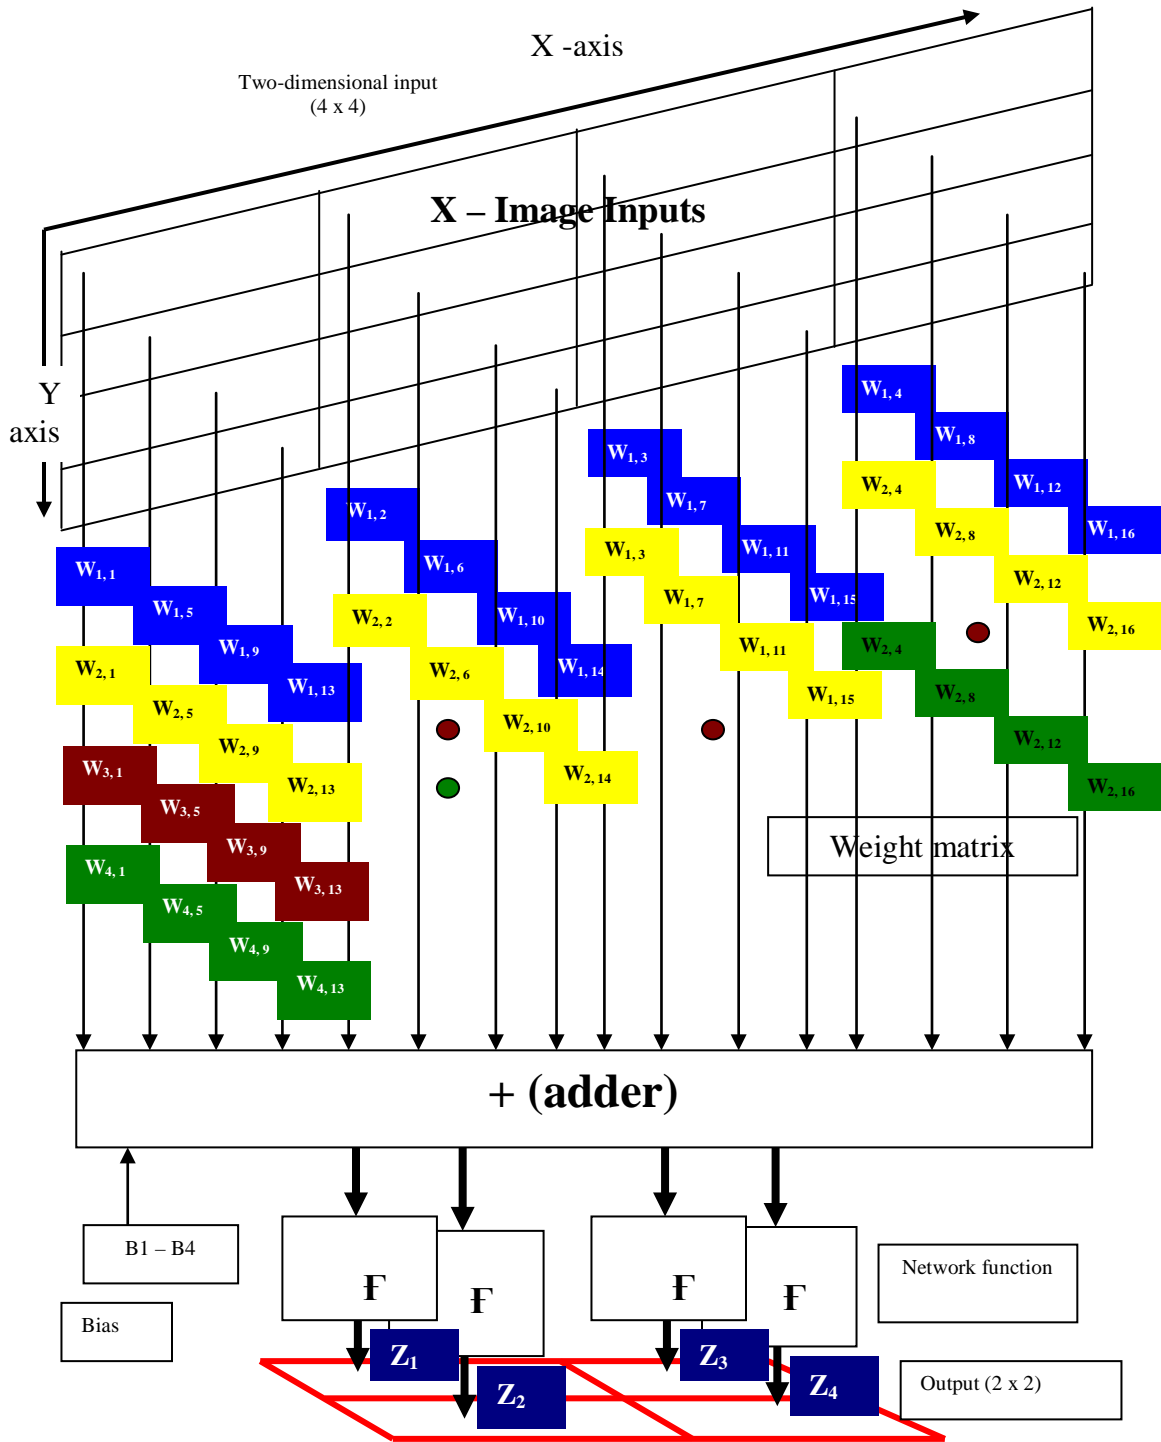 X -axis
Two-dimensional input
(4 x 4)
X – Image Inputs
Y
axis
W1, 1
W1, 5
W1, 9
W1, 13
W2, 1
W2, 5
W2, 9
W2, 13
W3, 1
W3, 5
W3, 9
W3, 13
W4, 1
W4, 5
W4, 9
W4, 13
W1, 2
W1, 6
W1, 10
W1, 14
W2, 2
W2, 6
W2, 10
W2, 14
W1, 3
W1, 7
W1, 11
W1, 15
W1, 3
W1, 7
W1, 11
W1, 15
W1, 4
W1, 8
W1, 12
W1, 16
W2, 4
W2, 8
W2, 12
W2, 16
W2, 4
W2, 8
W2, 12
W2, 16
Weight matrix
+ (adder)
B1 – B4
Bias
F
F
F
F
Network function
Z1
Z2
Z3
Z4
Output (2 x 2)